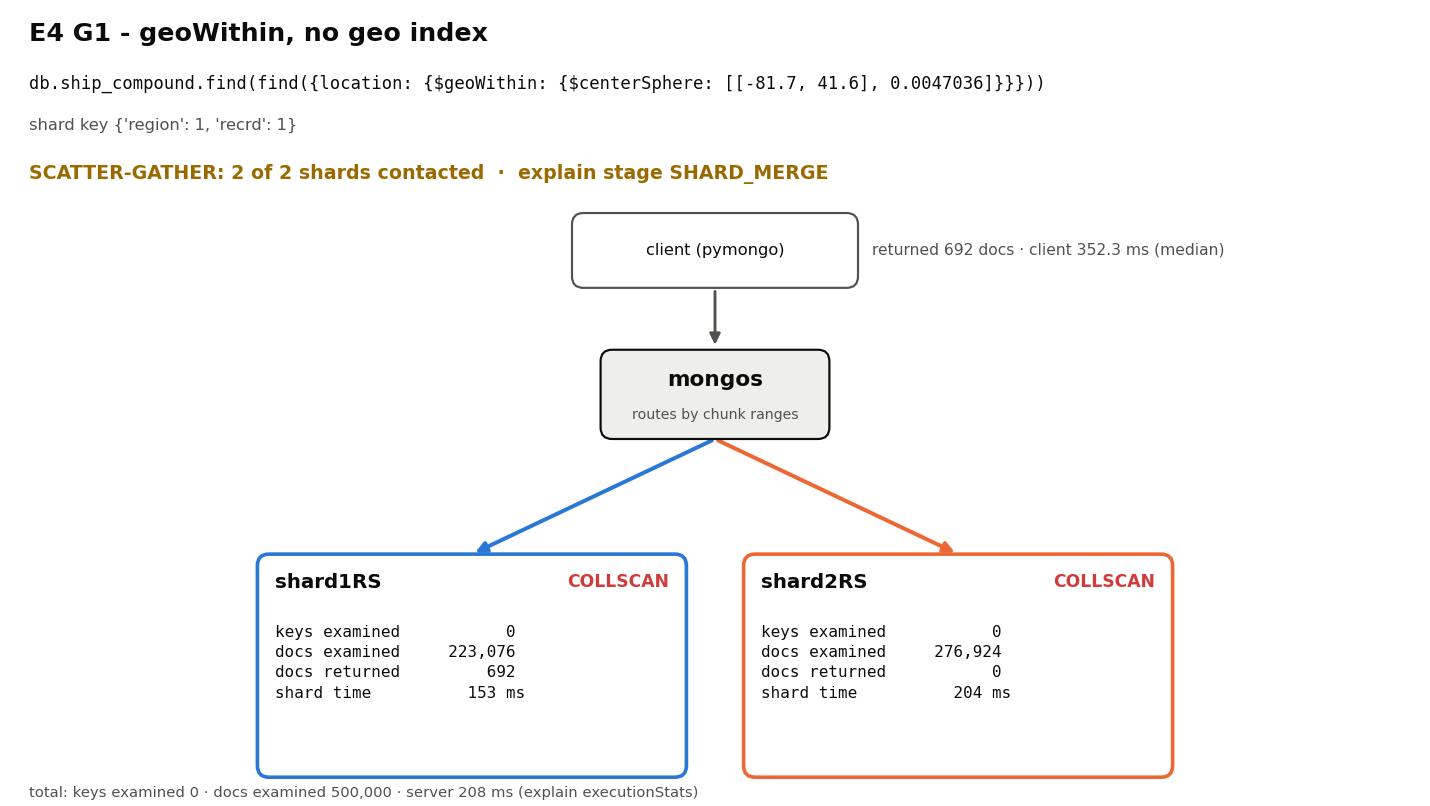 E4 G1 - geoWithin, no geo index
db.ship_compound.find(find({location: {$geoWithin: {$centerSphere: [[-81.7, 41.6], 0.0047036]}}}))
shard key {'region': 1, 'recrd': 1}
SCATTER-GATHER: 2 of 2 shards contacted · explain stage SHARD_MERGE
client (pymongo)
returned 692 docs · client 352.3 ms (median)
mongos
routes by chunk ranges
shard1RS COLLSCAN
keys examined 0
docs examined 223,076
docs returned 692
shard time 153 ms
shard2RS COLLSCAN
keys examined 0
docs examined 276,924
docs returned 0
shard time 204 ms
total: keys examined 0 · docs examined 500,000 · server 208 ms (explain executionStats)